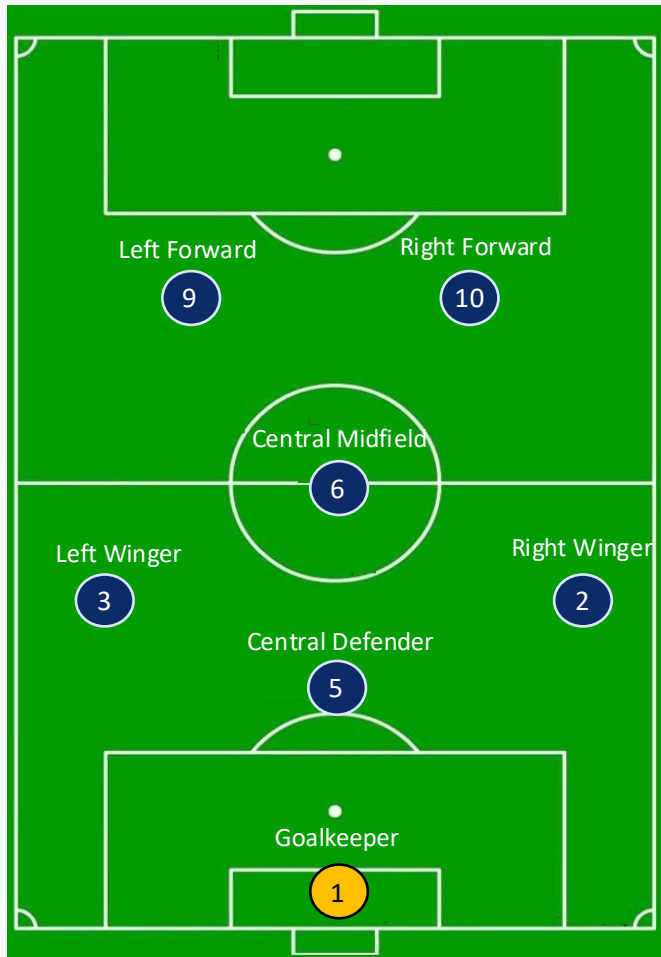 Left Forward
Right Forward
9
10
Central Midfield
6
Left Winger
Right Winger
3
2
Central Defender
5
Goalkeeper
1